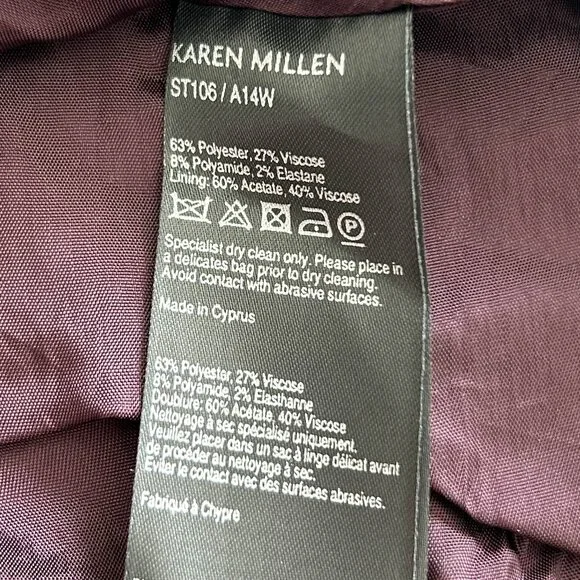 KAREN MILLEN
ST106 / A14W
63% Polyester, 27% Viscose
8% Polyamide, 2% Elastane
Lining: 60% Acetate, 40% Viscose
P
Specialist dry clean only. Please place in
a delicates bag prior to dry cleaning.
Avoid contact with abrasive surfaces.
Made in Cyprus
63% Polyester, 27% Viscose
8% Polyamide, 2% Elasthanne
Doublure: 60% Acétate, 40% Viscose
Nettoyage à sec spécialisé uniquement.
Veuillez placer dans un sac à linge délicat avant
de procéder au nettoyage à sec.
Eviter le contact avec des surfaces abrasives.
Fabriqué à Chypre